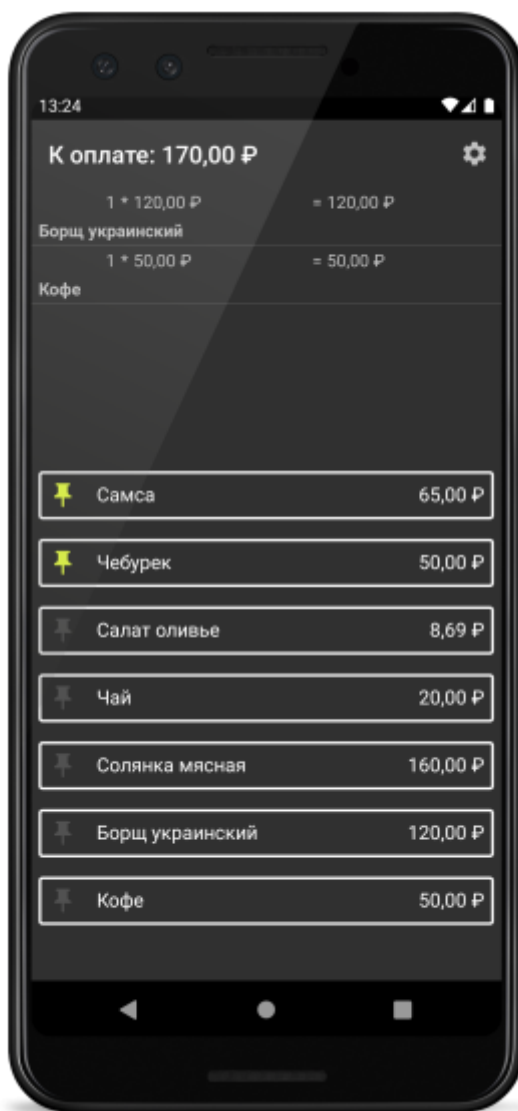 13:24
К оплате: 170,00 ₽
1 * 120,00 ₽ = 120,00 ₽
Борщ украинский
1 * 50,00 ₽ = 50,00 ₽
Кофе
Самса 65,00 ₽
Чебурек 50,00 ₽
Салат оливье 8,69 ₽
Чай 20,00 ₽
Солянка мясная 160,00 ₽
Борщ украинский 120,00 ₽
Кофе 50,00 ₽